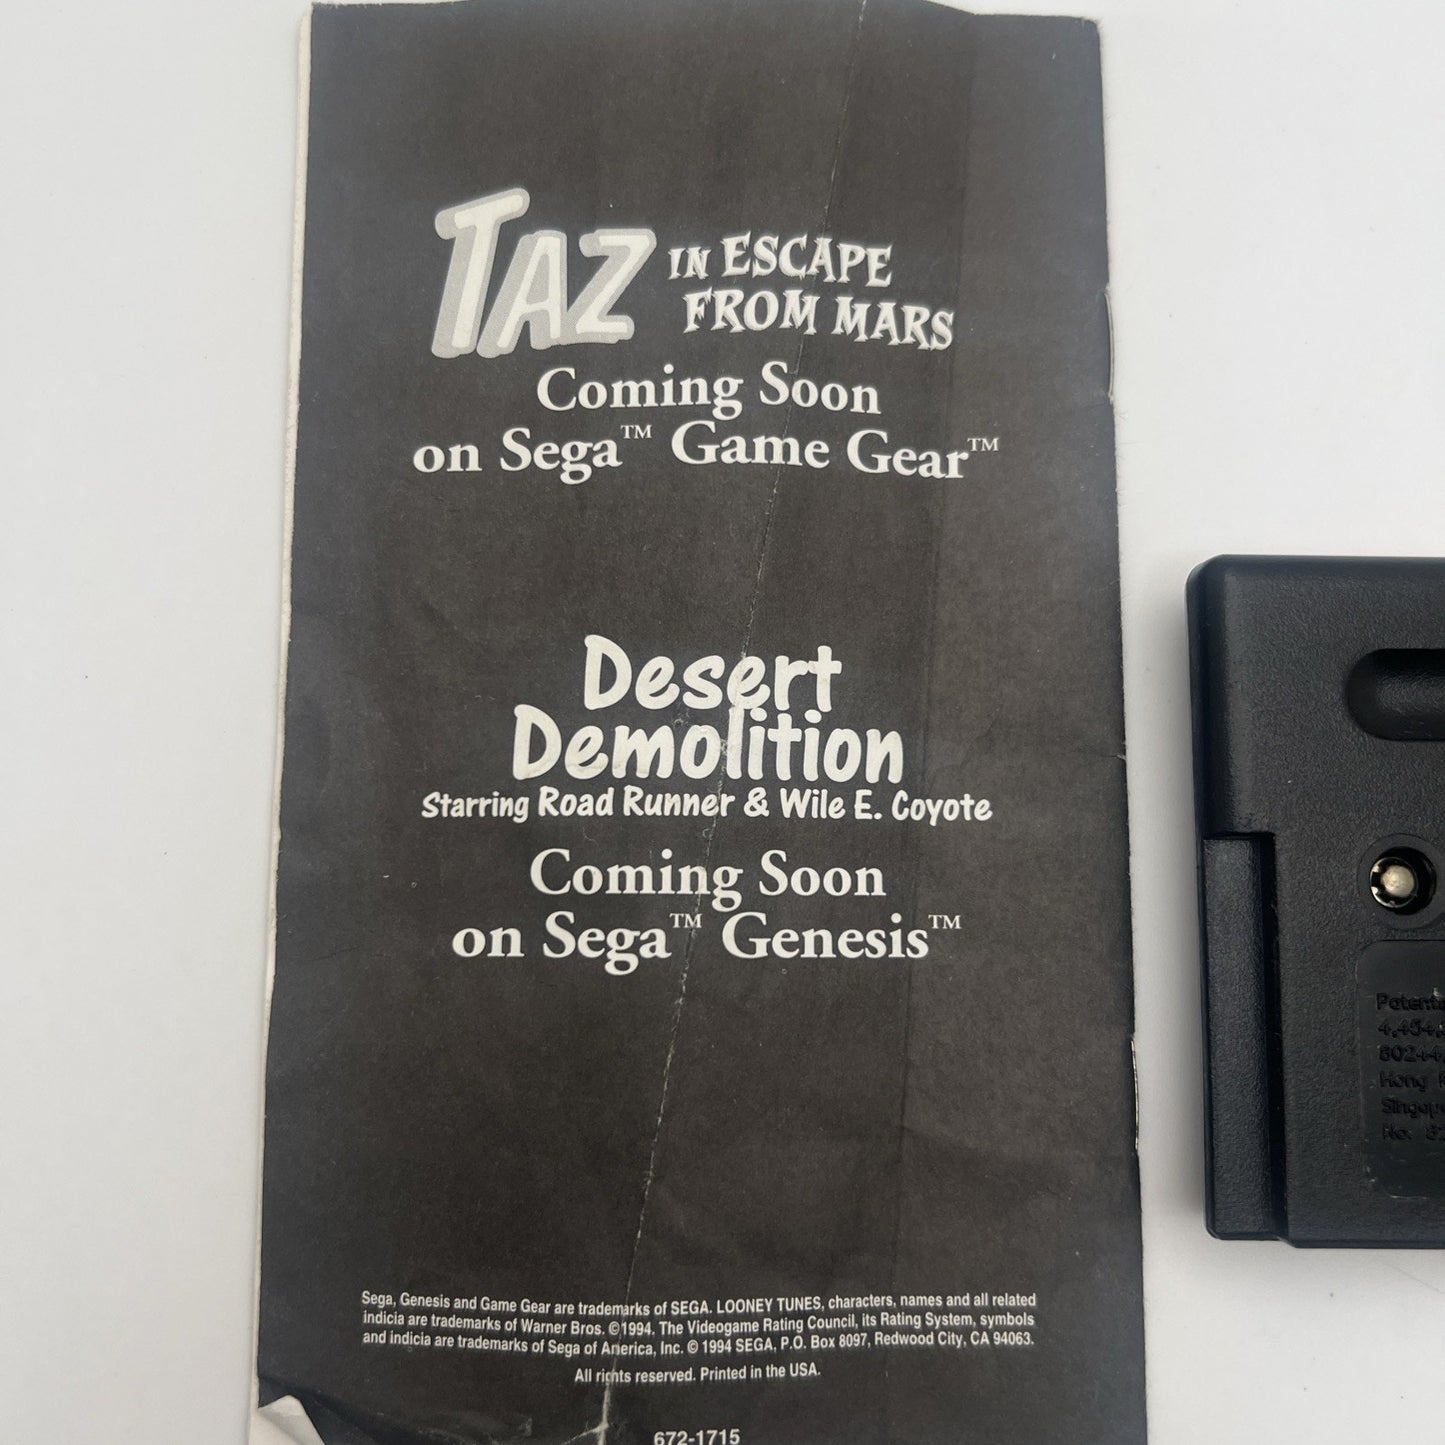 TAZ IN ESCAPE
FROM MARS
Coming Soon
on Sega™ Game Gear™
Desert
Demolition
Starring Road Runner & Wile E. Coyote
Coming Soon
on Sega™ Genesis™
Sega, Genesis and Game Gear are trademarks of SEGA. LOONEY TUNES, characters, names and all related
indicia are trademarks of Warner Bros. ©1994. The Videogame Rating Council, its Rating System, symbols
and indicia are trademarks of Sega of America, Inc. © 1994 SEGA, P.O. Box 8097, Redwood City, CA 94063.
All rights reserved. Printed in the USA.
672-1715
Hong
No: